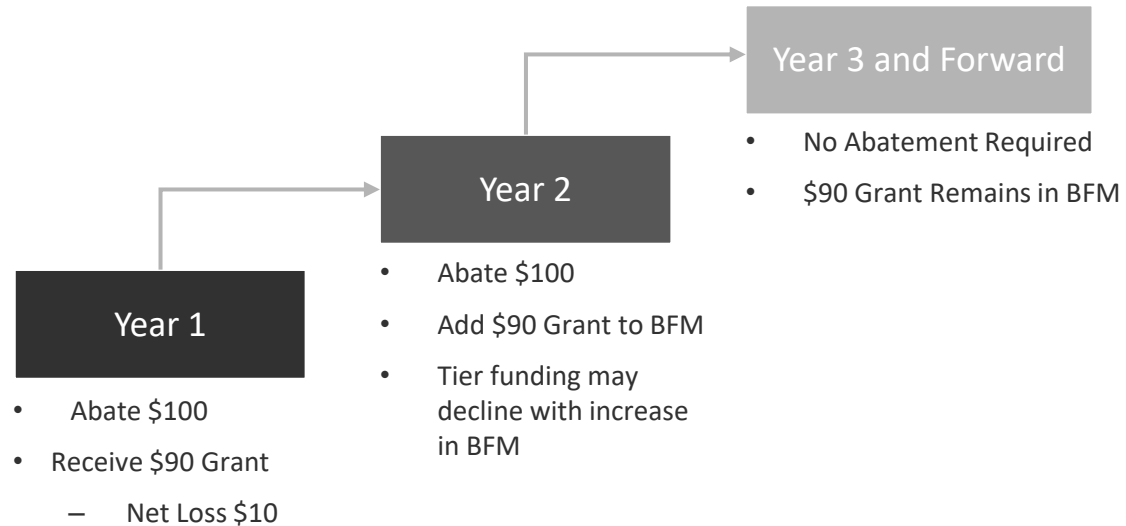 Year 1
• Abate $100
• Receive $90 Grant
– Net Loss $10
Year 2
• Abate $100
• Add $90 Grant to BFM
• Tier funding may
decline with increase
in BFM
Year 3 and Forward
• No Abatement Required
• $90 Grant Remains in BFM